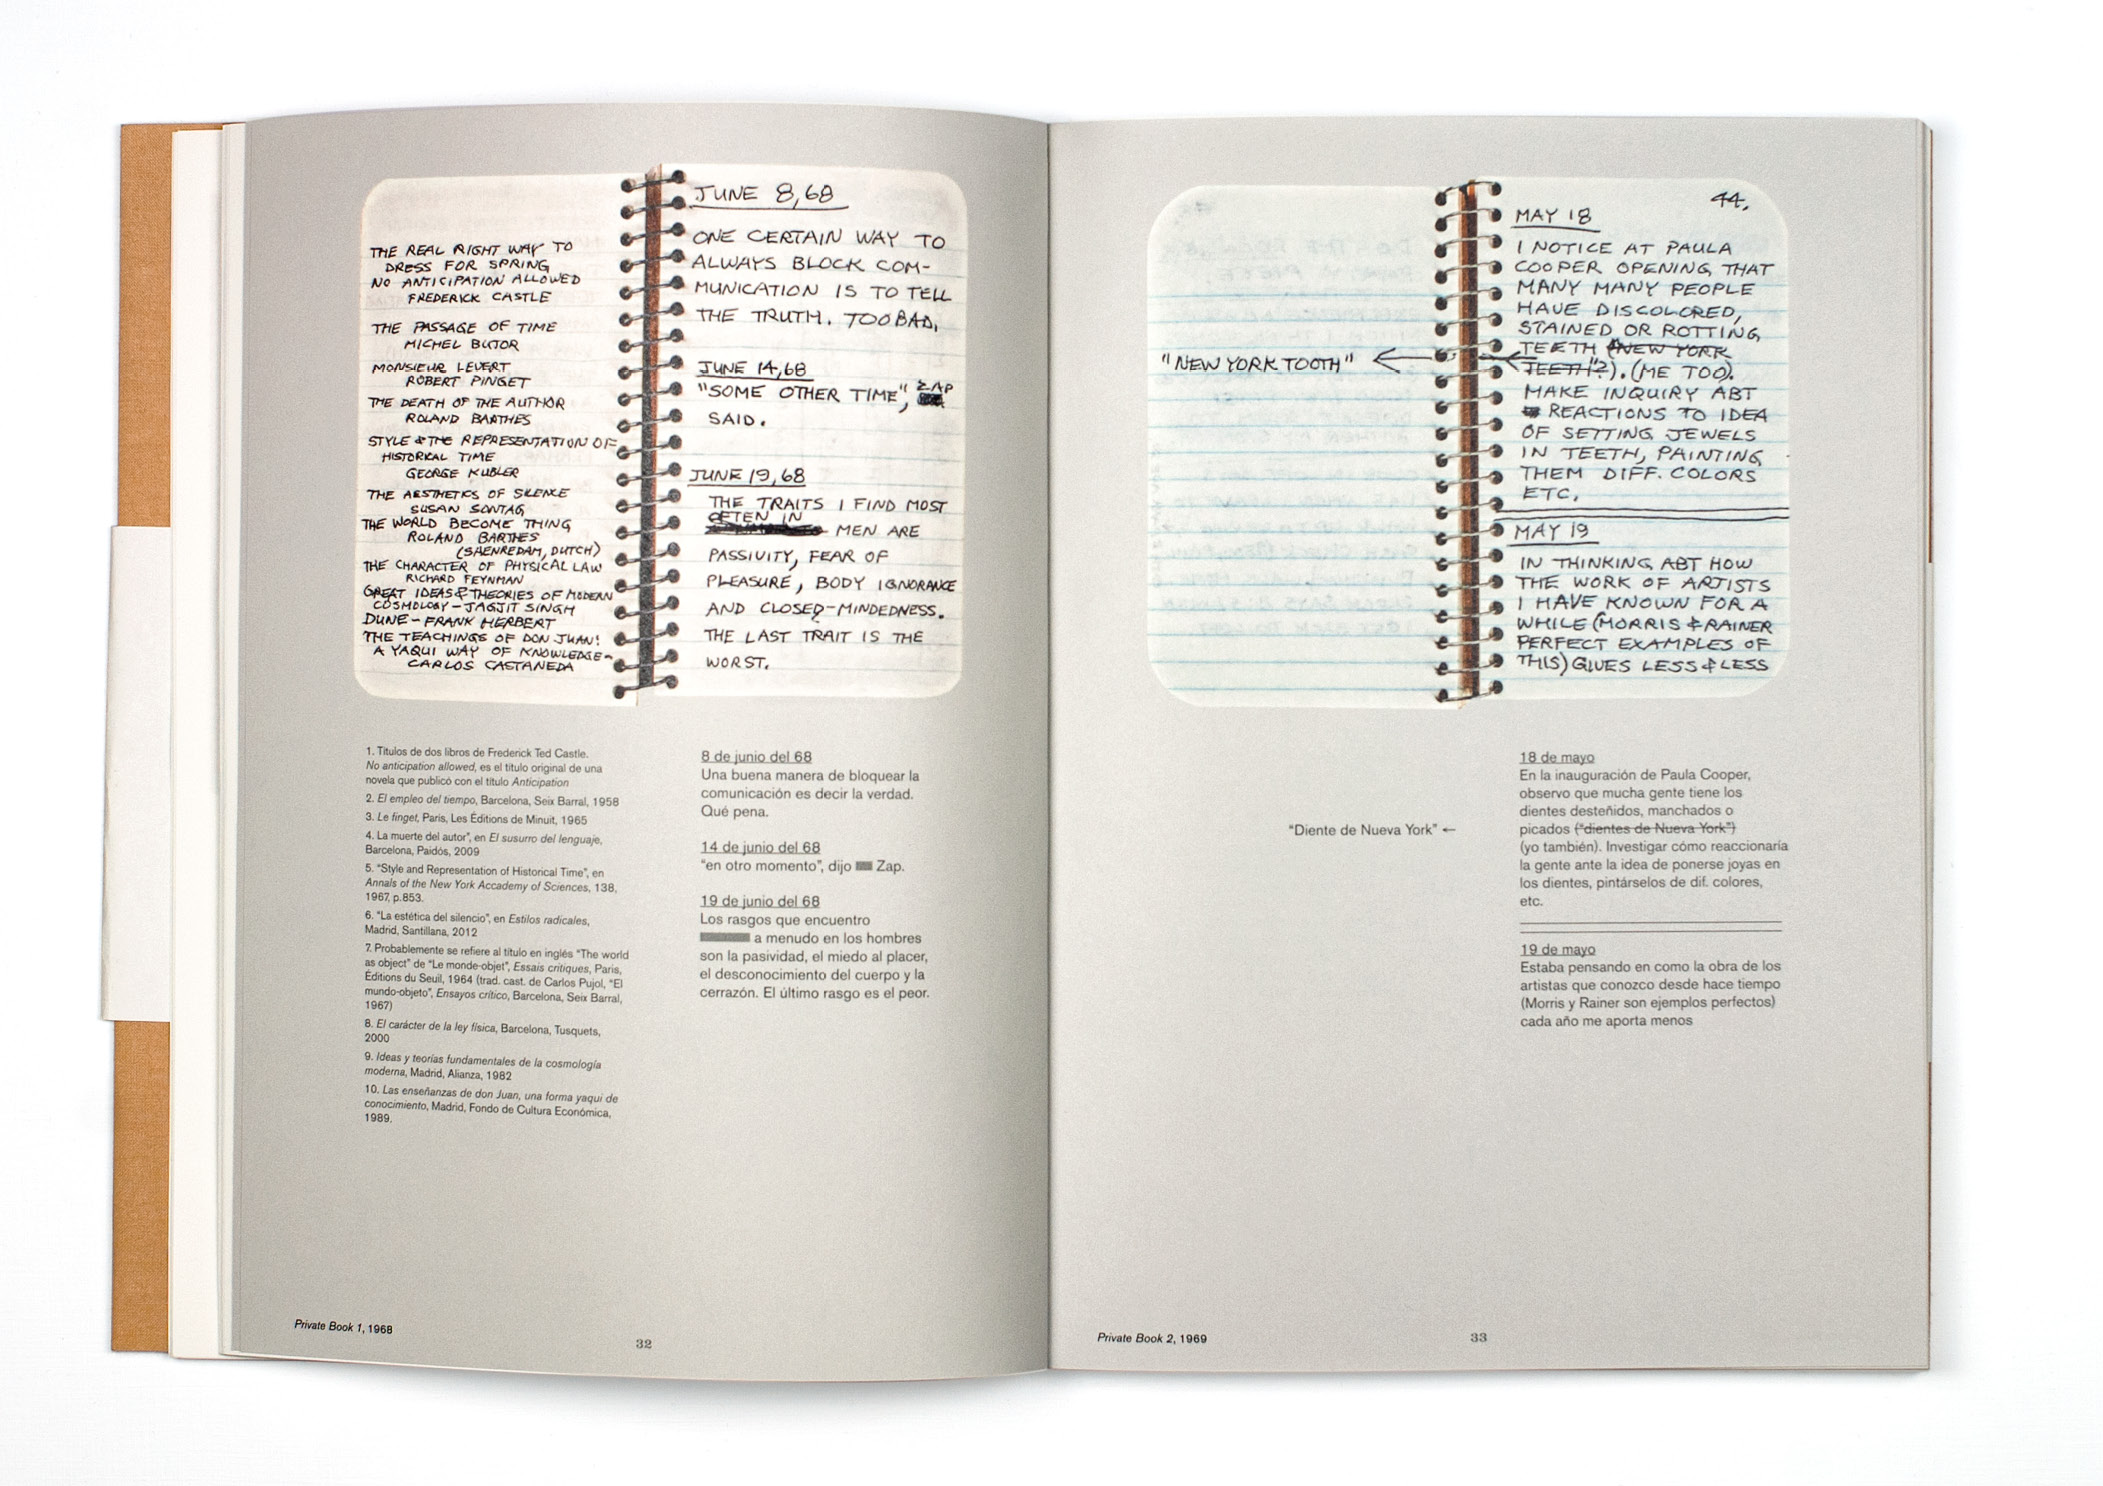 THE REAL RIGHT WAY TO
DRESS FOR SPRING
NO ANTICIPATION ALLOWED
FREDERICK CASTLE
THE PASSAGE OF TIME
MICHEL BUTOR
MONSIEUR LEVERT
ROBERT PINGET
THE DEATH OF THE AUTHOR
ROLAND BARTHES
STYLE & THE REPRESENTATION OF
HISTORICAL TIME
GEORGE KUBLER
THE AESTHETICS OF SILENCE
SUSAN SONTAG
THE WORLD BECOME THING
ROLAND BARTHES
(SAENREDAM, DUTCH)
THE CHARACTER OF PHYSICAL LAW
RICHARD FEYNMAN
GREAT IDEAS & THEORIES OF MODERN
COSMOLOGY – JAGJIT SINGH
DUNE – FRANK HERBERT
THE TEACHINGS OF DON JUAN:
A YAQUI WAY OF KNOWLEDGE –
CARLOS CASTANEDA
JUNE 8, 68
ONE CERTAIN WAY TO
ALWAYS BLOCK COM-
MUNICATION IS TO TELL
THE TRUTH. TOO BAD.
JUNE 14, 68
"SOME OTHER TIME", ZAP
SAID.
JUNE 19, 68
THE TRAITS I FIND MOST
OFTEN IN
MEN ARE
PASSIVITY, FEAR OF
PLEASURE, BODY IGNORANCE
AND CLOSED-MINDEDNESS.
THE LAST TRAIT IS THE
WORST.
1. Títulos de dos libros de Frederick Ted Castle.
No anticipation allowed, es el título original de una
novela que publicó con el título Anticipation
2. El empleo del tiempo, Barcelona, Seix Barral, 1958
3. Le finget, Paris, Les Éditions de Minuit, 1965
4. La muerte del autor", en El susurro del lenguaje,
Barcelona, Paidós, 2009
5. "Style and Representation of Historical Time", en
Annals of the New York Accademy of Sciences, 138,
1967, p.853.
6. "La estética del silencio", en Estilos radicales,
Madrid, Santillana, 2012
7. Probablemente se refiere al título en inglés "The world
as object" de "Le monde-objet", Essais critiques, Paris,
Éditions du Seuil, 1964 (trad. cast. de Carlos Pujol, "El
mundo-objeto", Ensayos crítico, Barcelona, Seix Barral,
1967)
8. El carácter de la ley física, Barcelona, Tusquets,
2000
9. Ideas y teorías fundamentales de la cosmología
moderna, Madrid, Alianza, 1982
10. Las enseñanzas de don Juan, una forma yaqui de
conocimiento, Madrid, Fondo de Cultura Económica,
1989.
8 de junio del 68
Una buena manera de bloquear la
comunicación es decir la verdad.
Qué pena.
14 de junio del 68
"en otro momento", dijo Zap.
19 de junio del 68
Los rasgos que encuentro
a menudo en los hombres
son la pasividad, el miedo al placer,
el desconocimiento del cuerpo y la
cerrazón. El último rasgo es el peor.
Private Book 1, 1968
32
"NEW YORK TOOTH" ←
44.
MAY 18
I NOTICE AT PAULA
COOPER OPENING THAT
MANY MANY PEOPLE
HAVE DISCOLORED,
STAINED OR ROTTING
TEETH ("NEW YORK
TEETH"?). (ME TOO).
MAKE INQUIRY ABT
REACTIONS TO IDEA
OF SETTING JEWELS
IN TEETH, PAINTING
THEM DIFF. COLORS
ETC.
MAY 19
IN THINKING ABT HOW
THE WORK OF ARTISTS
I HAVE KNOWN FOR A
WHILE (MORRIS & RAINER
PERFECT EXAMPLES OF
THIS) GIVES LESS & LESS
"Diente de Nueva York" ←
18 de mayo
En la inauguración de Paula Cooper,
observo que mucha gente tiene los
dientes desteñidos, manchados o
picados ("dientes de Nueva York")
(yo también). Investigar cómo reaccionaría
la gente ante la idea de ponerse joyas en
los dientes, pintárselos de dif. colores,
etc.
19 de mayo
Estaba pensando en como la obra de los
artistas que conozco desde hace tiempo
(Morris y Rainer son ejemplos perfectos)
cada año me aporta menos
Private Book 2, 1969
33